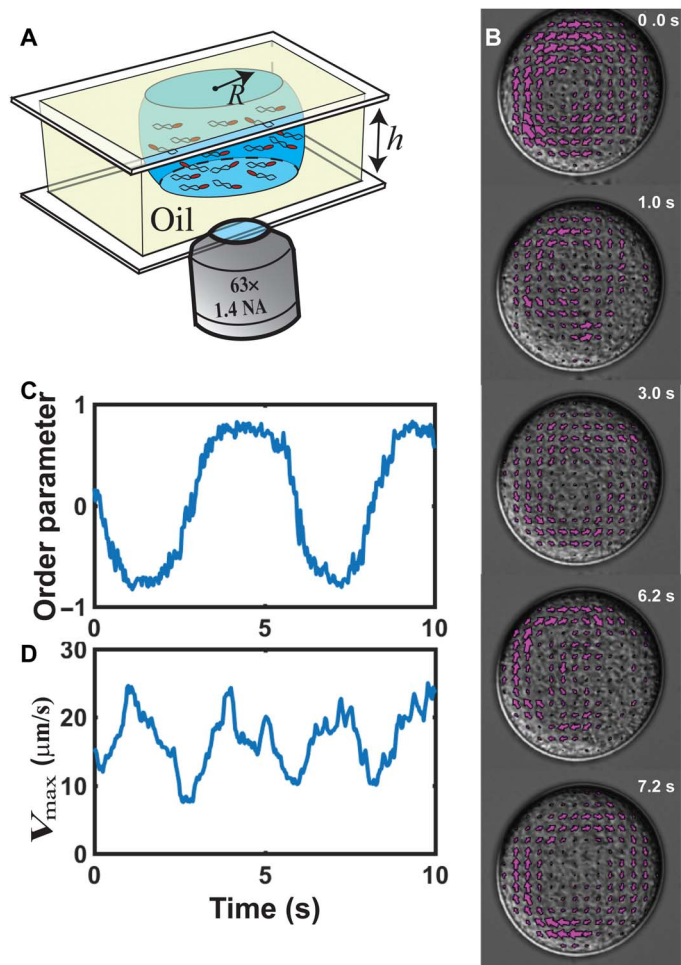 A
R
h
Oil
63×
1.4 NA
B
0 .0 s
1.0 s
3.0 s
6.2 s
7.2 s
C
Order parameter
1
0
−1
0
5
10
D
Vmax (μm/s)
30
20
10
0
0
5
10
Time (s)